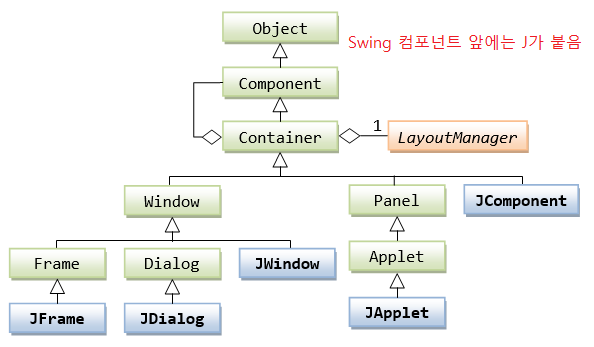 Object
Swing 컴포넌트 앞에는 J가 붙음
Component
Container
1
LayoutManager
Window
Panel
JComponent
Frame
Dialog
JWindow
Applet
JFrame
JDialog
JApplet